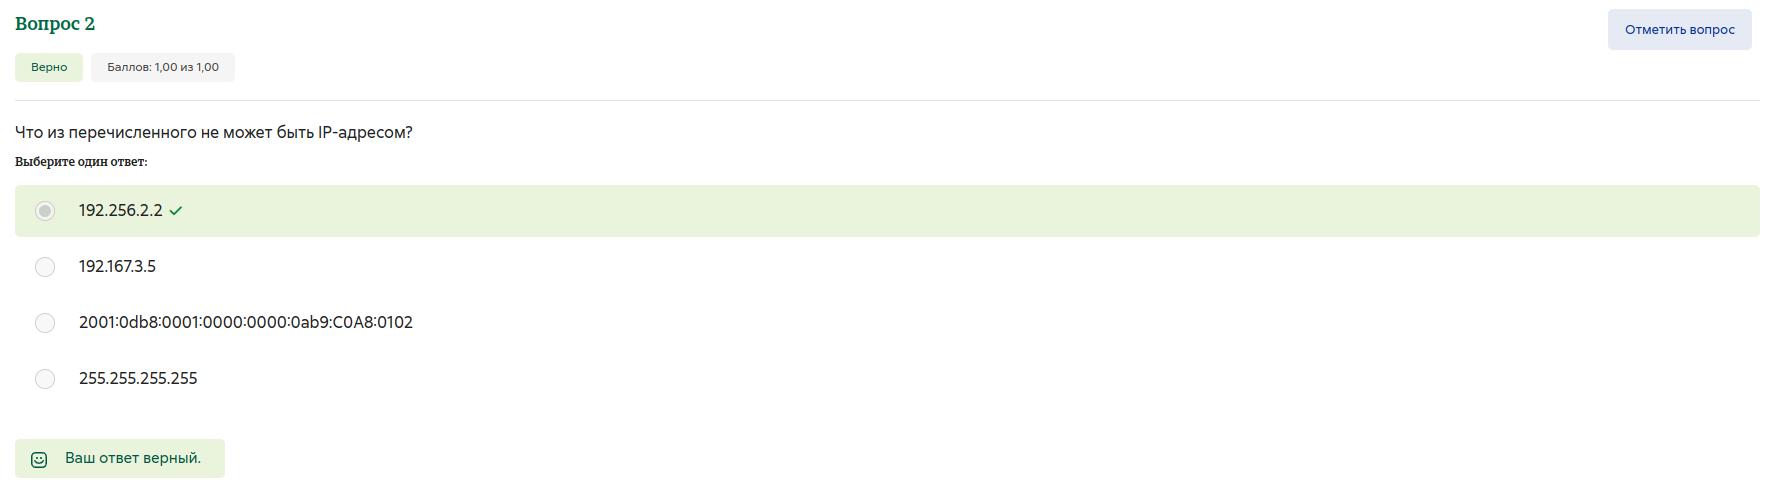 Вопрос 2
Отметить вопрос
Верно
Баллов: 1,00 из 1,00
Что из перечисленного не может быть IP-адресом?
Выберите один ответ:
192.256.2.2
192.167.3.5
2001:0db8:0001:0000:0000:0ab9:C0A8:0102
255.255.255.255
Ваш ответ верный.